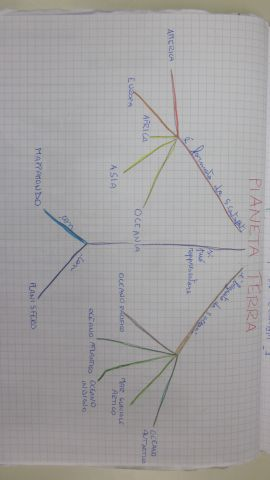 PIANETA TERRA
è formato da 5 continenti
AMERICA
EUROPA
AFRICA
ASIA
OCEANIA
si può rappresentare
con
MAPPAMONDO
PLANISFERO
OCEANO PACIFICO
OCEANO ATLANTICO
OCEANO INDIANO
MAR GLACIALE ARTICO
OCEANO ANTARTICO